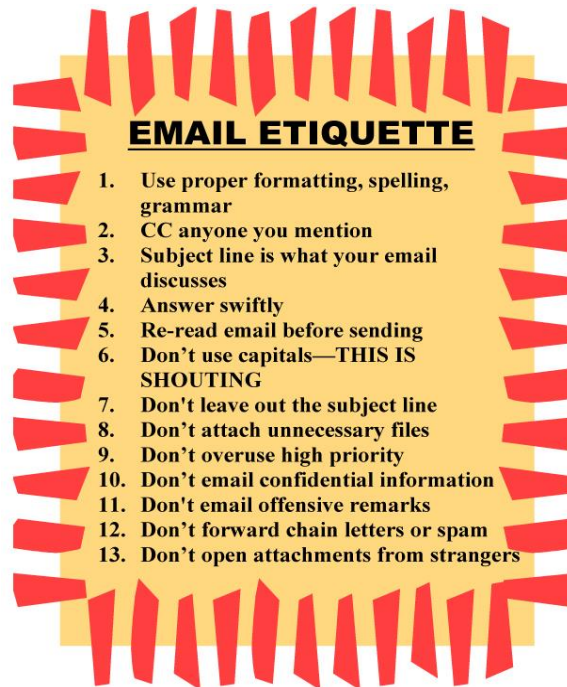 EMAIL ETIQUETTE
1. Use proper formatting, spelling,
grammar
2. CC anyone you mention
3. Subject line is what your email
discusses
4. Answer swiftly
5. Re-read email before sending
6. Don’t use capitals—THIS IS
SHOUTING
7. Don't leave out the subject line
8. Don’t attach unnecessary files
9. Don’t overuse high priority
10. Don’t email confidential information
11. Don't email offensive remarks
12. Don’t forward chain letters or spam
13. Don’t open attachments from strangers